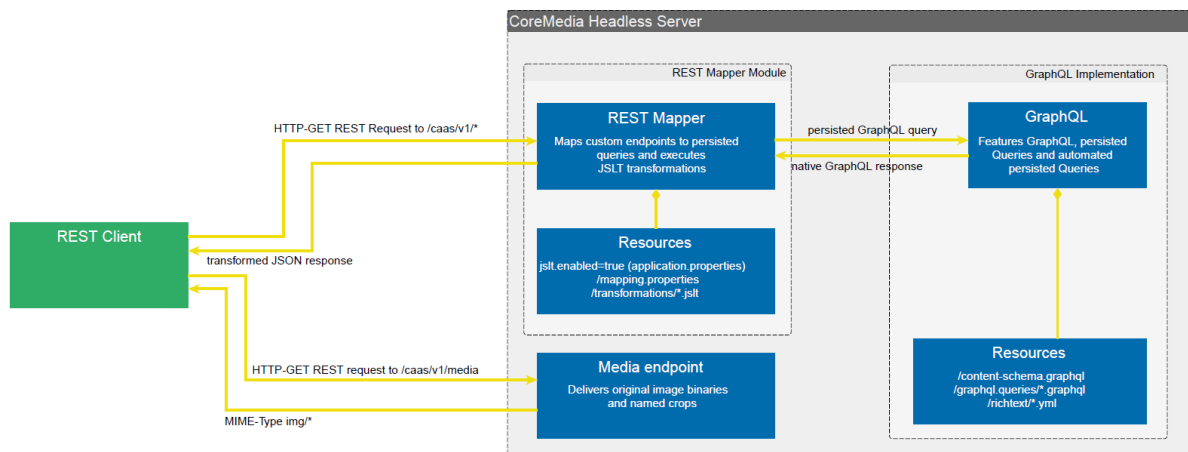 CoreMedia Headless Server
REST Mapper Module
GraphQL Implementation
REST Mapper
Maps custom endpoints to persisted
queries and executes
JSLT transformations
GraphQL
Features GraphQL, persisted
Queries and automated
persisted Queries
HTTP-GET REST Request to /caas/v1/*
persisted GraphQL query
native GraphQL response
REST Client
transformed JSON response
Resources
jslt.enabled=true (application.properties)
/mapping.properties
/transformations/*.jslt
HTTP-GET REST request to /caas/v1/media
MIME-Type img/*
Media endpoint
Delivers original image binaries
and named crops
Resources
/content-schema.graphql
/graphql.queries/*.graphql
/richtext/*.yml